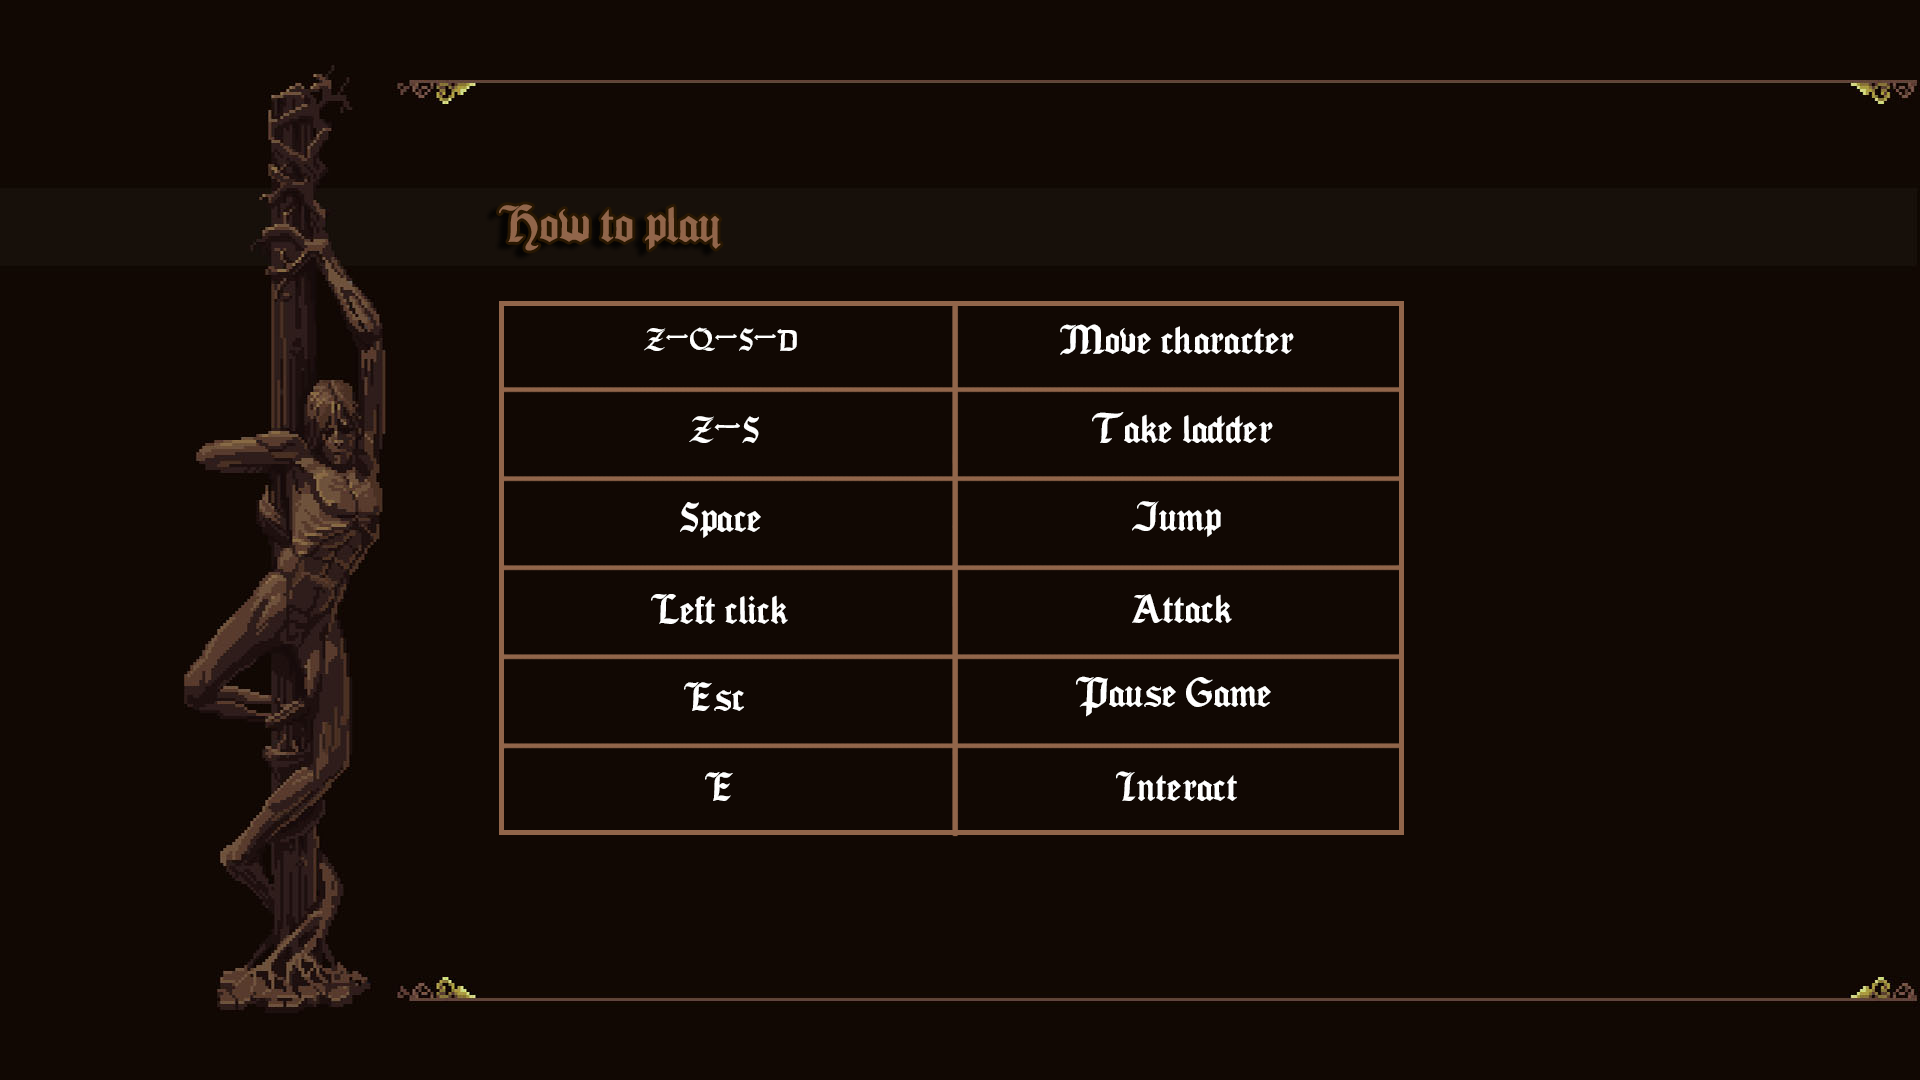 How to play
Z-Q-S-D Move character
Z-S Take ladder
Space Jump
Left click Attack
Esc Pause Game
E Interact